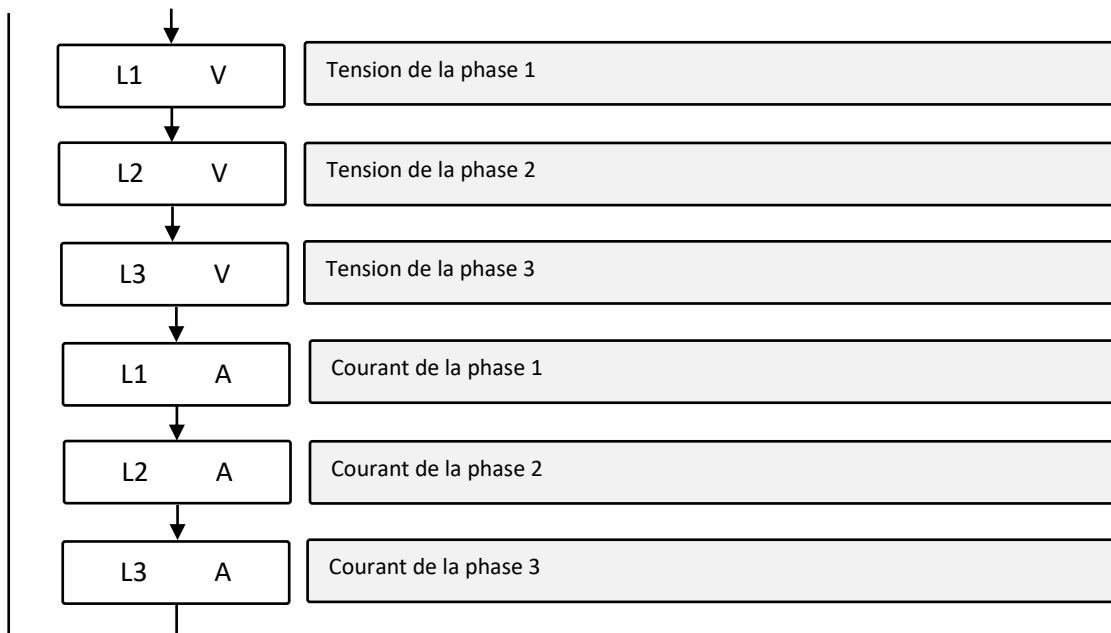 L1 V Tension de la phase 1
L2 V Tension de la phase 2
L3 V Tension de la phase 3
L1 A Courant de la phase 1
L2 A Courant de la phase 2
L3 A Courant de la phase 3